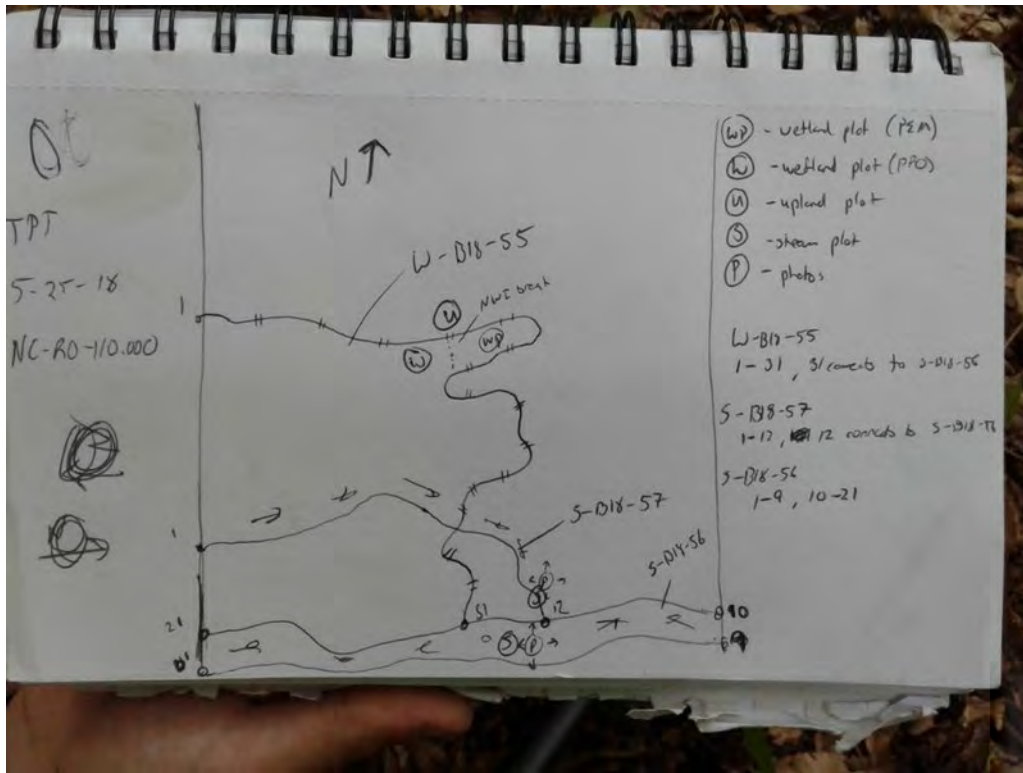 TPT
5-25-18
NC-RO-110.000
N
W-B18-55
NWI break
U
W
WP
1
1
S-B18-57
S-B18-56
P
S
21
31
12
10
S
P
9
WP - wetland plot (PEM)
W - wetland plot (PFO)
U - upland plot
S - stream plot
P - photos
W-B18-55
1-31, 31 connects to S-B18-56
S-B18-57
1-12, 12 connects to S-B18-56
S-B18-56
1-9, 10-21